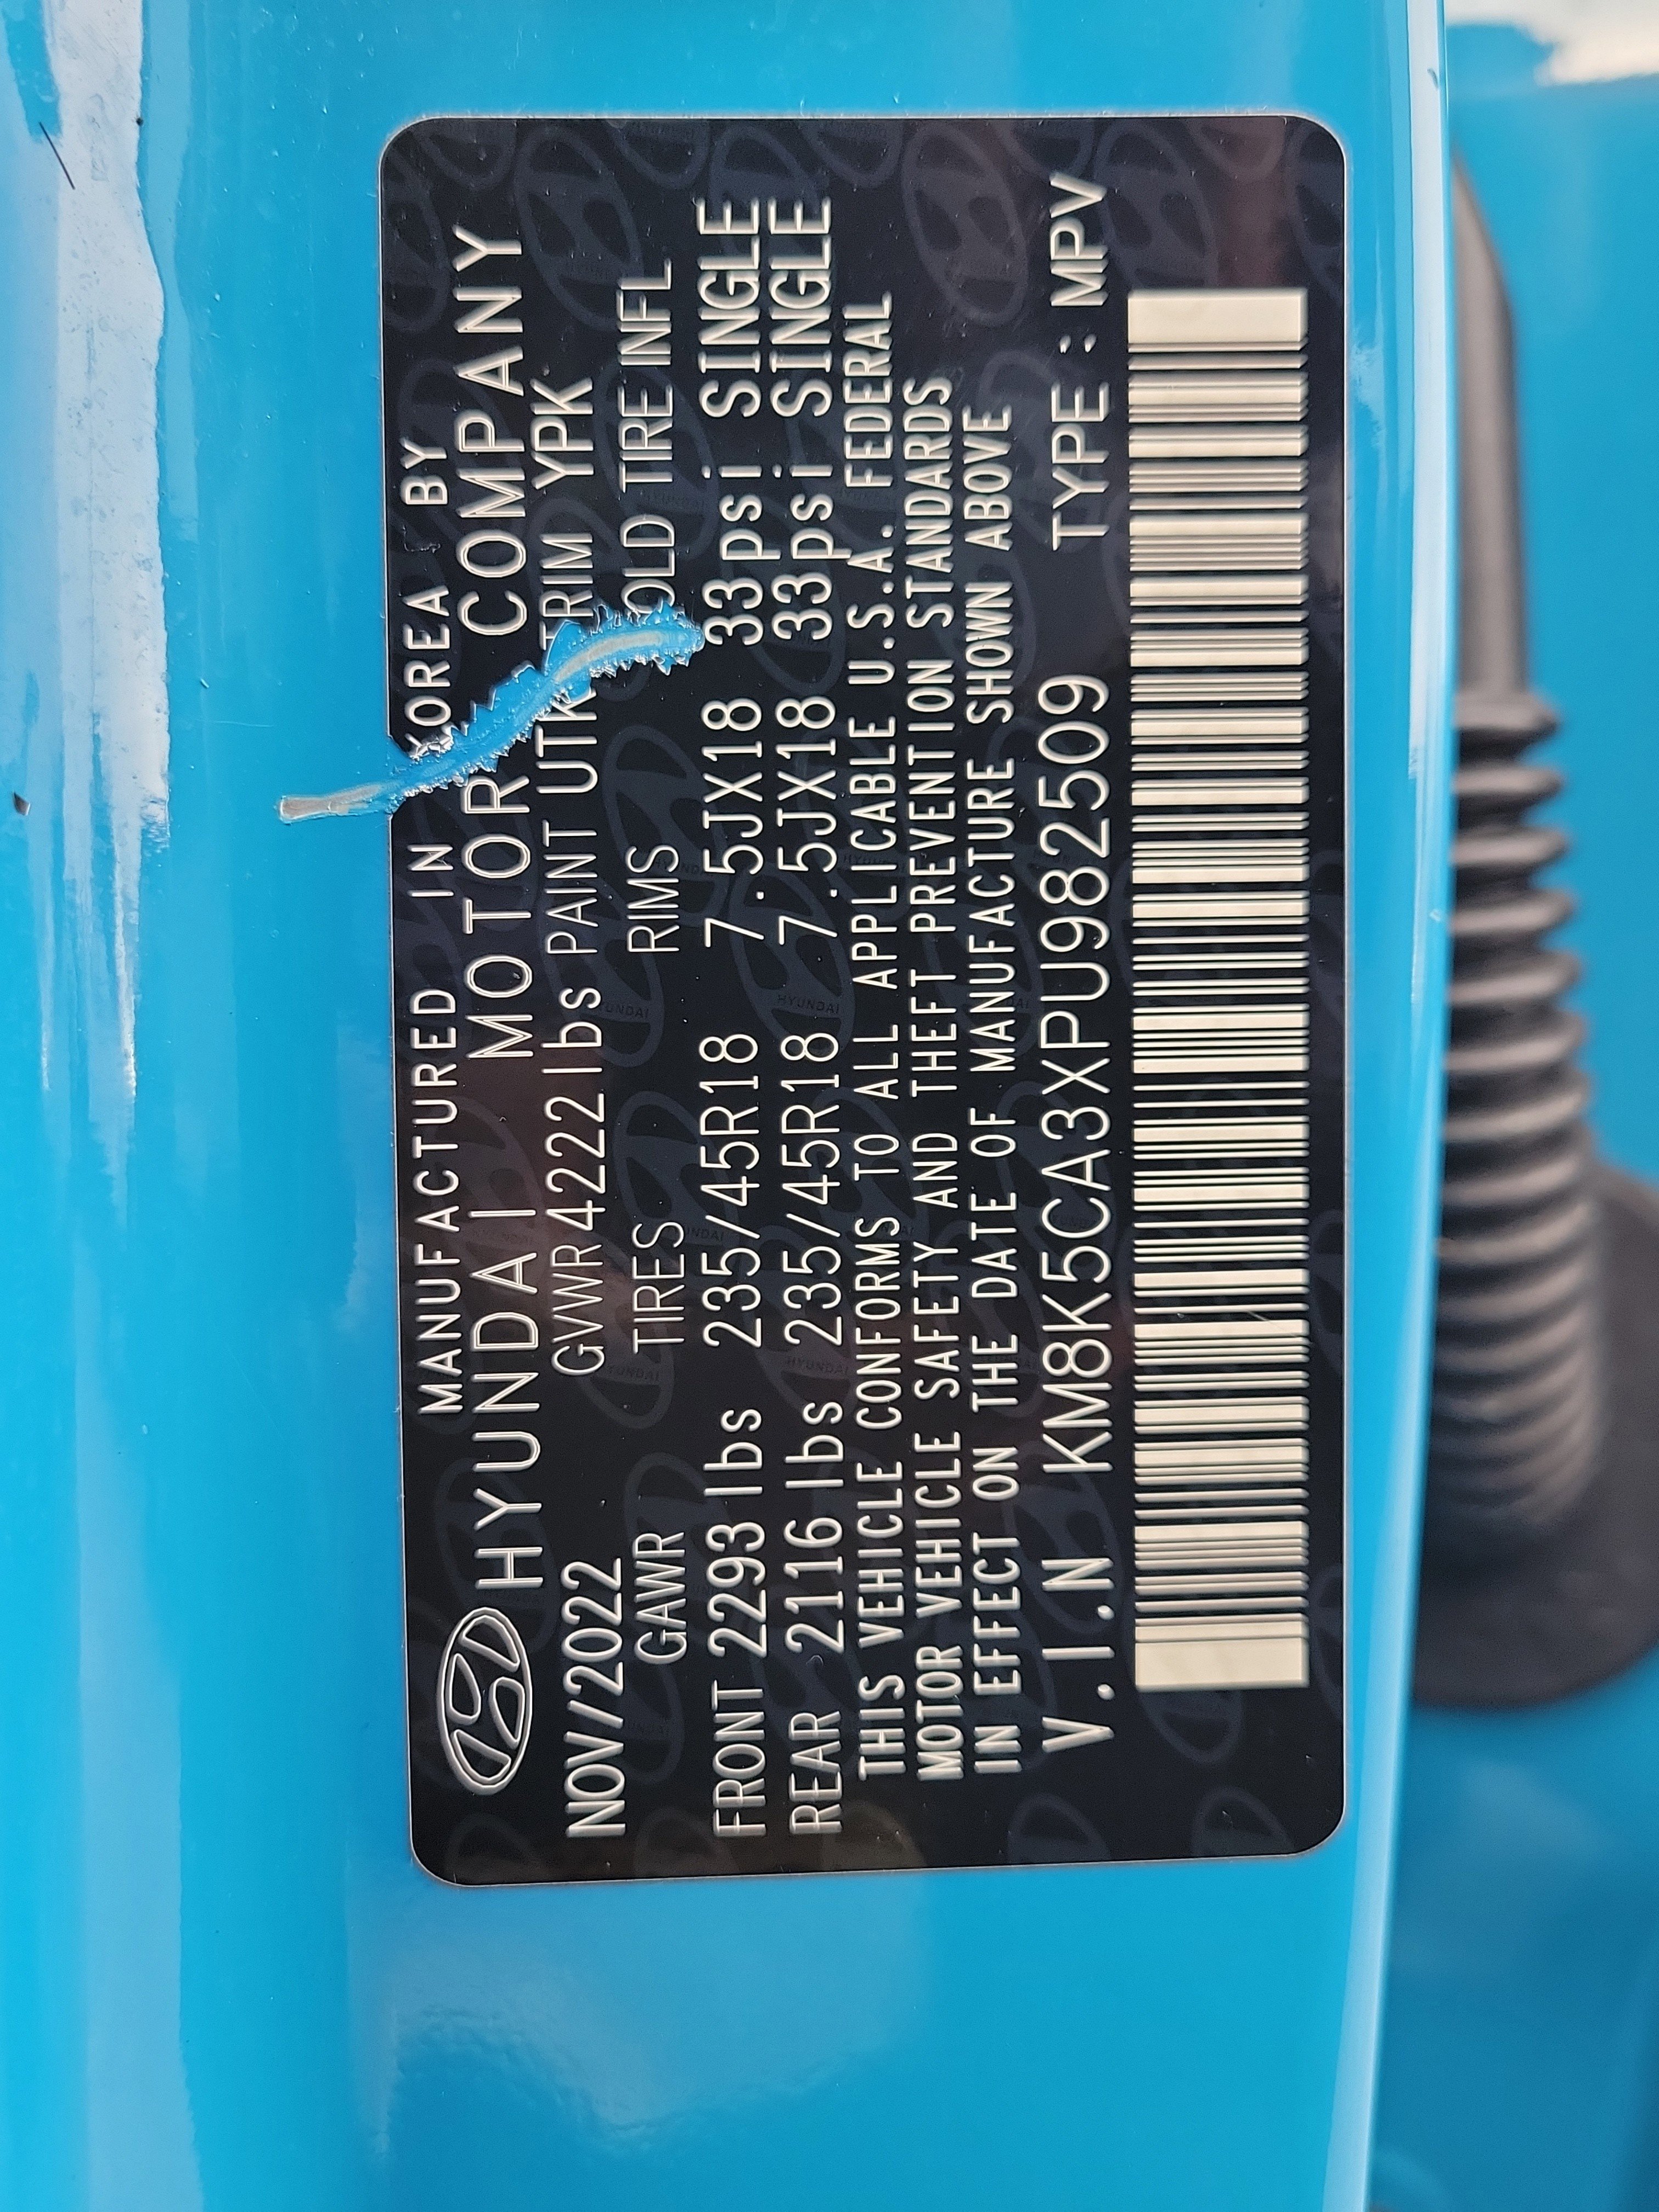 MANUFACTURED IN KOREA BY
HYUNDAI MOTOR COMPANY
NOV/2022 GVWR 4222 lbs PAINT UTK TRIM YPK
GAWR TIRES RIMS COLD TIRE INFL
FRONT 2293 lbs 235/45R18 7.5JX18 33psi SINGLE
REAR 2116 lbs 235/45R18 7.5JX18 33psi SINGLE
THIS VEHICLE CONFORMS TO ALL APPLICABLE U.S.A. FEDERAL
MOTOR VEHICLE SAFETY AND THEFT PREVENTION STANDARDS
IN EFFECT ON THE DATE OF MANUFACTURE SHOWN ABOVE
V.I.N KM8K5CA3XPU982509 TYPE : MPV